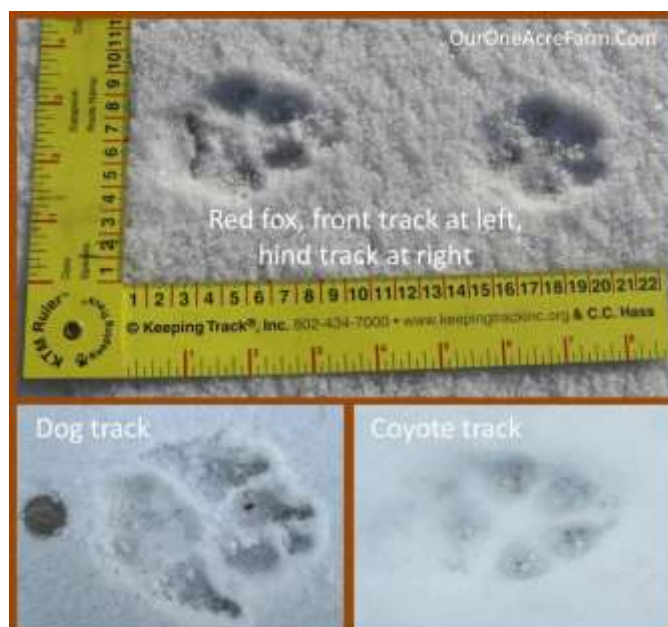 OurOneAcreFarm.Com
Red fox, front track at left,
hind track at right
11
10
9
8
7
6
5
4
3
2
1
1 2 3 4 5 6 7 8 9 10 11 12 13 14 15 16 17 18 19 20 21 22
© Keeping Track®, Inc. 802-434-7000 • www.keepingtrackinc.org & C.C. Hass
KTM Ruler
Dog track
Coyote track